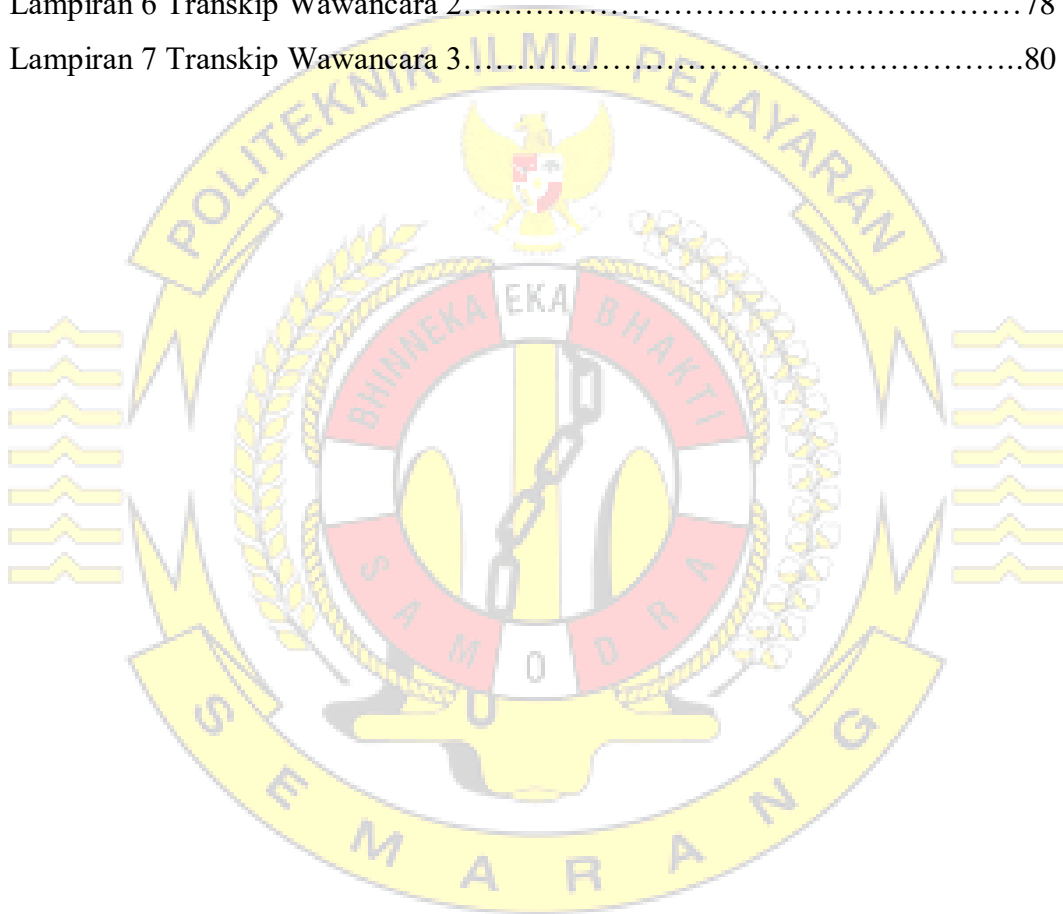 Lampiran 6 Transkip Wawancara 2….……………………………………….………78
Lampiran 7 Transkip Wawancara 3…………………………………………….80
POLITEKNIK ILMU PELAYARAN
BHINNEKA EKA BHAKTI
SAMODRA
SEMARANG